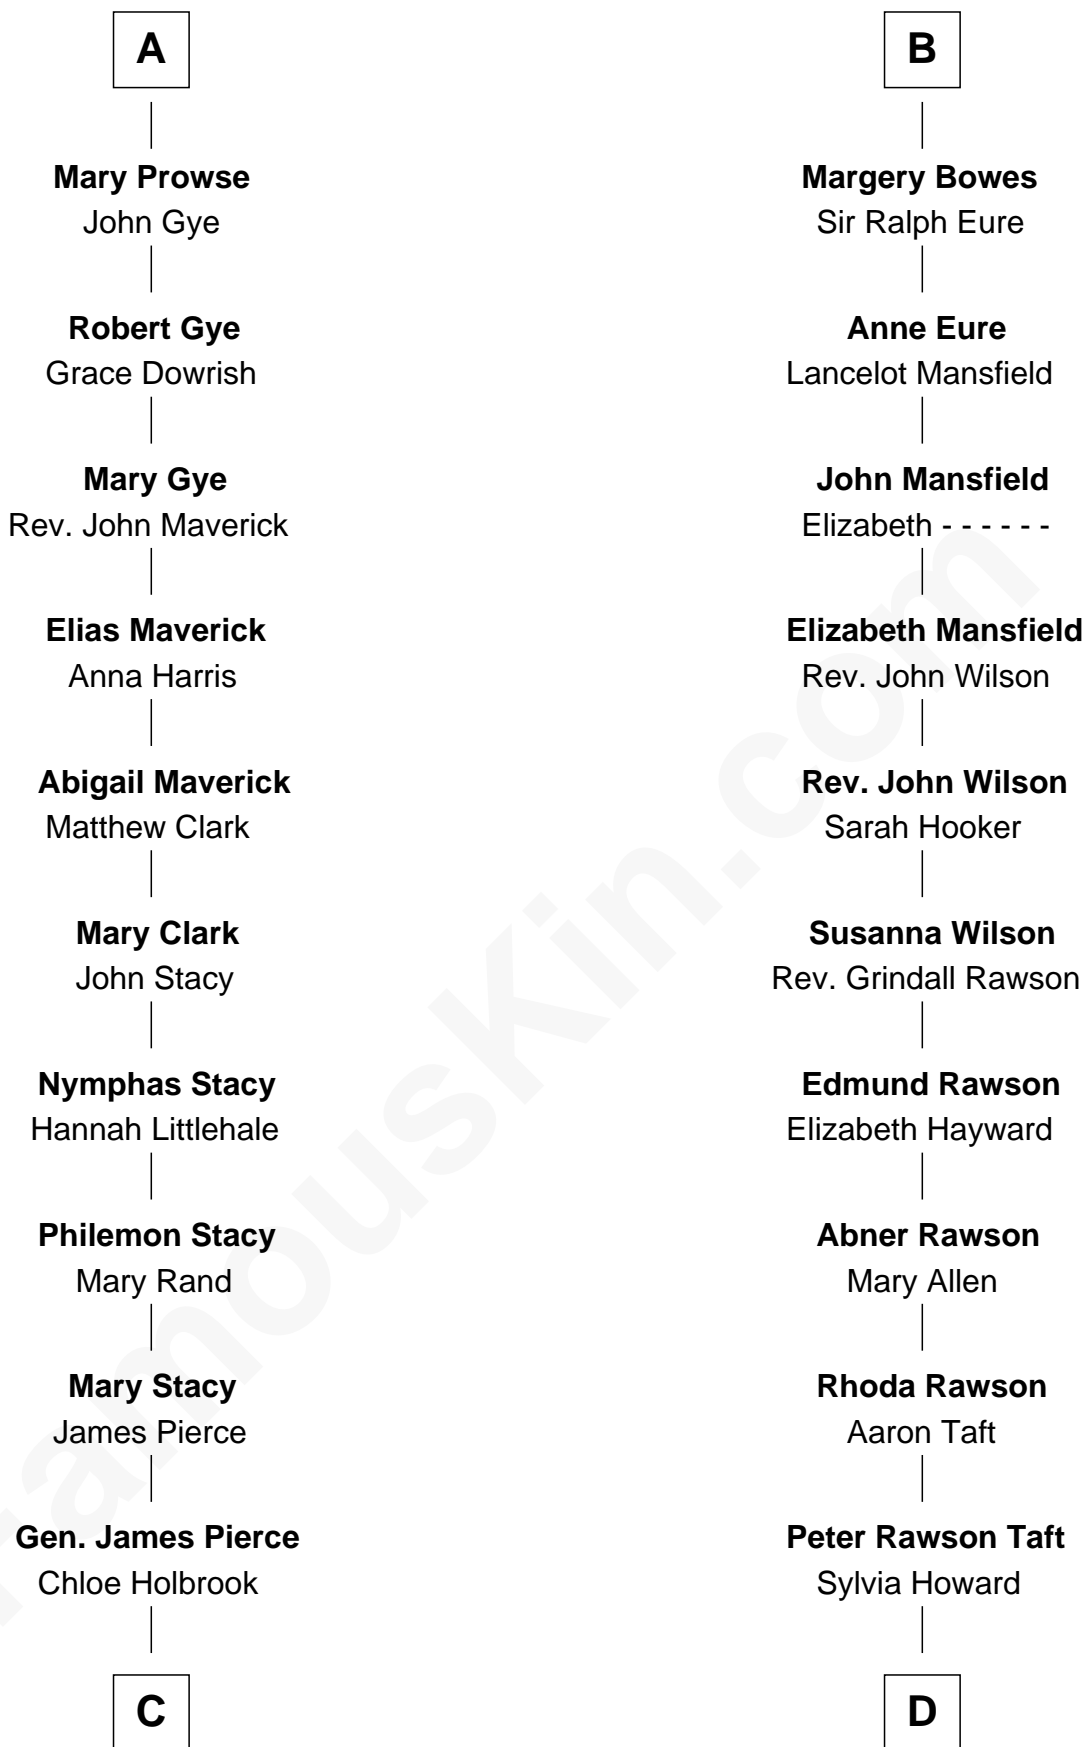 A
Mary Prowse
John Gye
Robert Gye
Grace Dowrish
Mary Gye
Rev. John Maverick
Elias Maverick
Anna Harris
Abigail Maverick
Matthew Clark
Mary Clark
John Stacy
Nymphas Stacy
Hannah Littlehale
Philemon Stacy
Mary Rand
Mary Stacy
James Pierce
Gen. James Pierce
Chloe Holbrook
C
B
Margery Bowes
Sir Ralph Eure
Anne Eure
Lancelot Mansfield
John Mansfield
Elizabeth - - - - - -
Elizabeth Mansfield
Rev. John Wilson
Rev. John Wilson
Sarah Hooker
Susanna Wilson
Rev. Grindall Rawson
Edmund Rawson
Elizabeth Hayward
Abner Rawson
Mary Allen
Rhoda Rawson
Aaron Taft
Peter Rawson Taft
Sylvia Howard
D
FamousKin.com